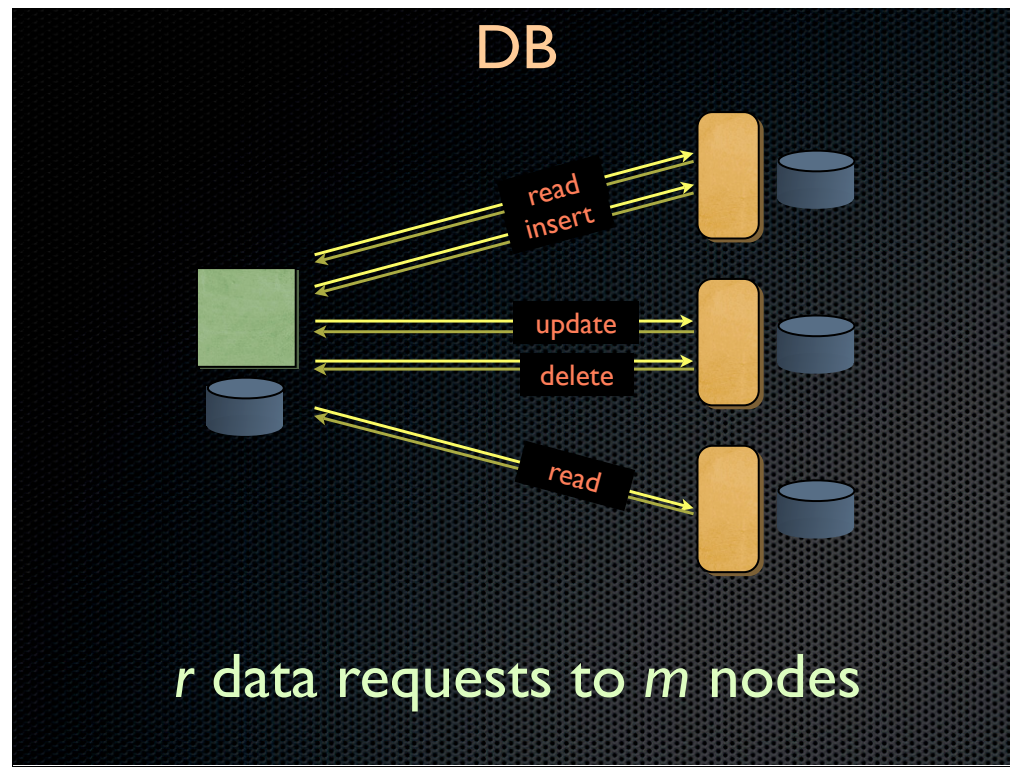 DB
read
insert
update
delete
read
r data requests to m nodes